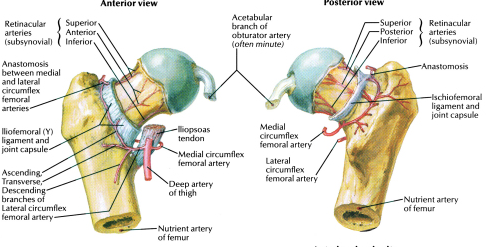 Anterior view
Posterior view
Retinacular
arteries
(subsynovial)
Superior
Anterior
Inferior
Acetabular
branch of
obturator artery
(often minute)
Superior
Posterior
Inferior
Retinacular
arteries
(subsynovial)
Anastomosis
between medial
and lateral
circumflex
femoral
arteries
Anastomosis
Ischiofemoral
ligament and
joint capsule
Iliofemoral (Y)
ligament and
joint capsule
Iliopsoas
tendon
Medial circumflex
femoral artery
Medial
circumflex
femoral artery
Lateral
circumflex
femoral artery
Ascending,
Transverse,
Descending
branches of
Lateral circumflex
femoral artery
Deep artery
of thigh
Nutrient artery
of femur
Nutrient artery
of femur